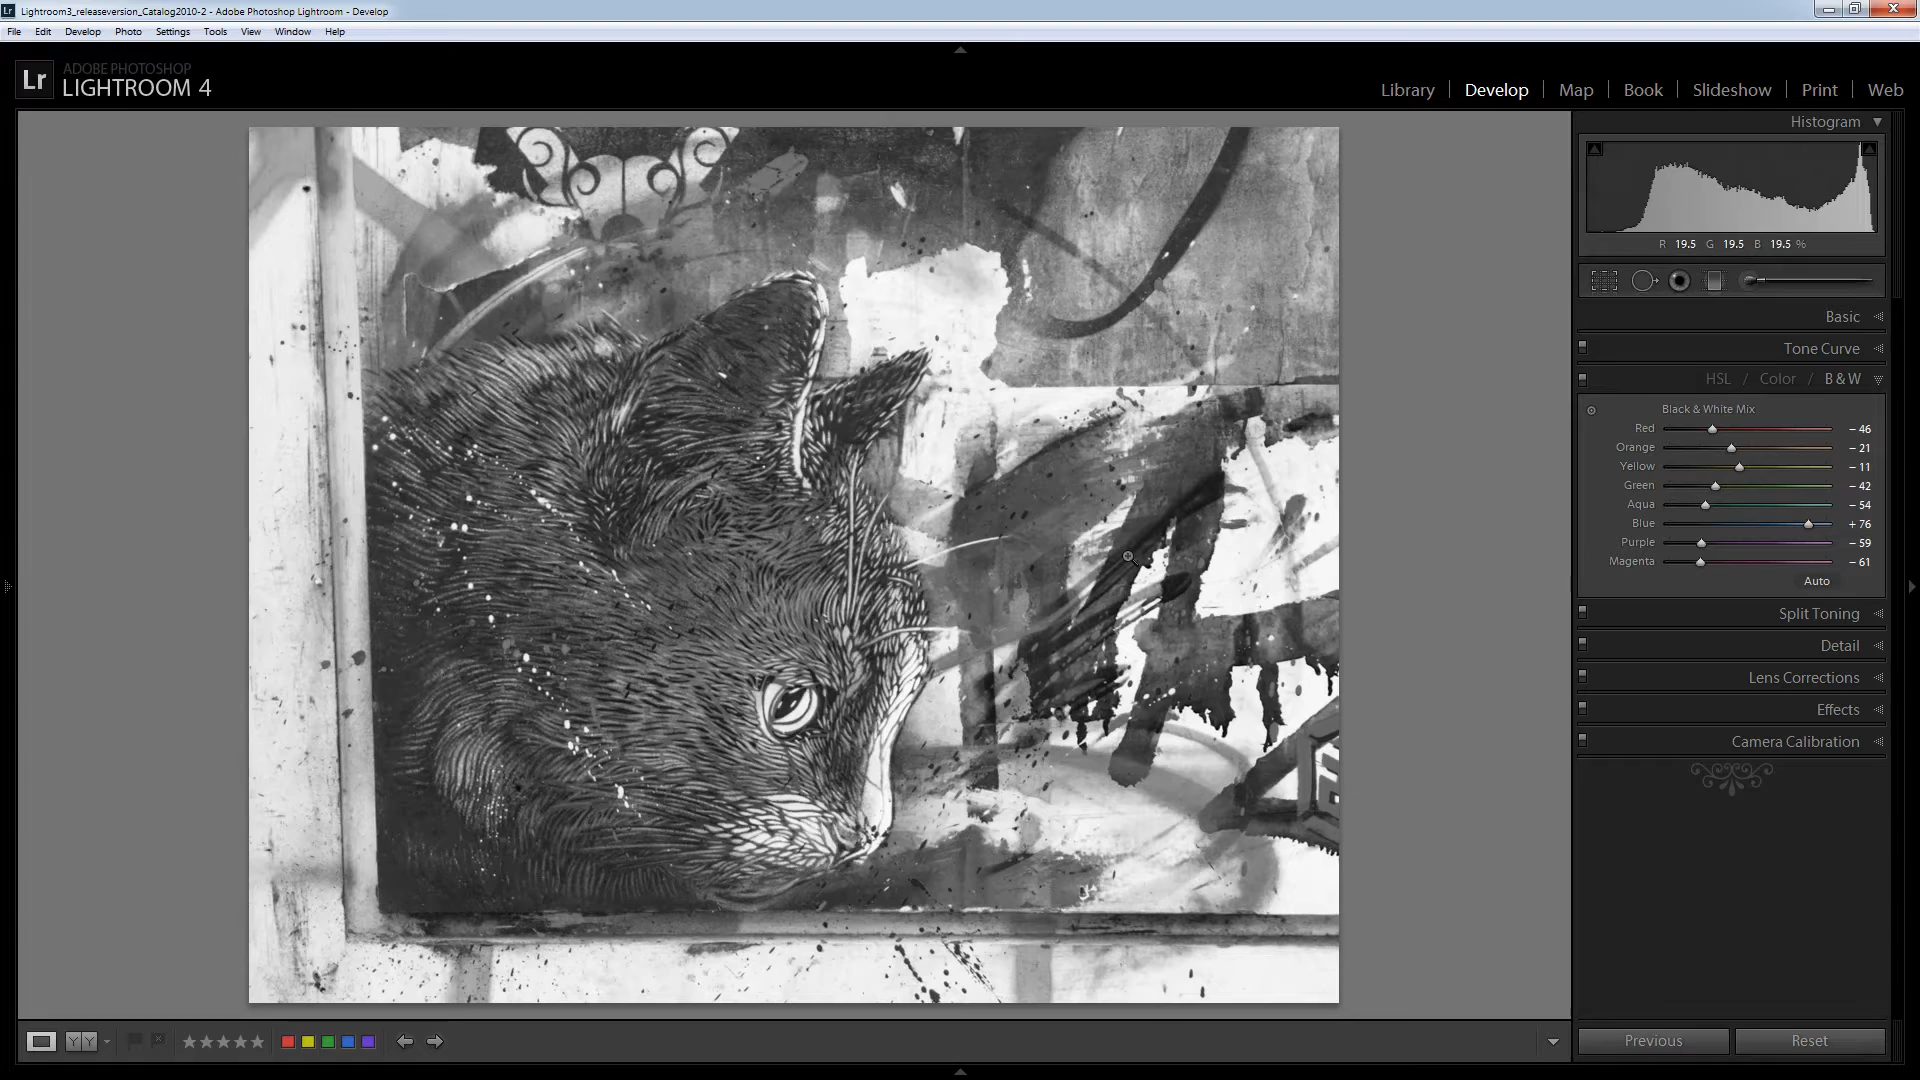 Lr Lightroom3_releaseversion_Catalog2010-2 - Adobe Photoshop Lightroom - Develop
File Edit Develop Photo Settings Tools View Window Help
Lr ADOBE PHOTOSHOP
LIGHTROOM 4
Library | Develop | Map | Book | Slideshow | Print | Web
Histogram
R 19.5 G 19.5 B 19.5 %
Basic
Tone Curve
HSL / Color / B & W
Black & White Mix
Red - 46
Orange - 21
Yellow - 11
Green - 42
Aqua - 54
Blue + 76
Purple - 59
Magenta - 61
Auto
Split Toning
Detail
Lens Corrections
Effects
Camera Calibration
Y Y
Previous Reset